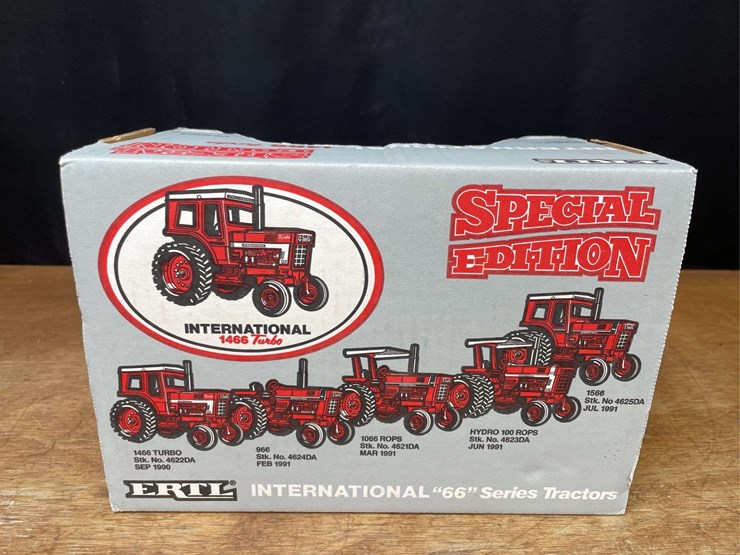 SPECIAL
EDITION
INTERNATIONAL
1466 Turbo
1466 TURBO
Stk. No. 4622DA
SEP 1990
966
Stk. No. 4624DA
FEB 1991
1066 ROPS
Stk. No. 4621DA
MAR 1991
HYDRO 100 ROPS
Stk. No. 4623DA
JUN 1991
1566
Stk. No 4625DA
JUL 1991
ERTL INTERNATIONAL "66" Series Tractors